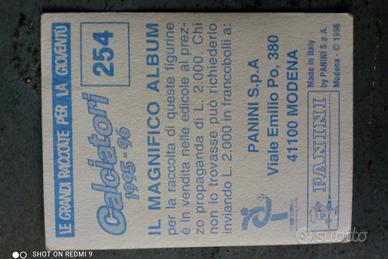 LE GRANDI RACCOLTE PER LA GIOVENTÙ
Calciatori
1995-96
254
IL MAGNIFICO ALBUM
per la raccolta di queste figurine
è in vendita nelle edicole al prez-
zo propaganda di L. 2.000. Chi
non lo trovasse può richiederlo
inviando L. 2.000 in francobolli a:
PANINI S.p.A
Viale Emilio Po, 380
41100 MODENA
Made in Italy
by PANINI S.p.A
Modena - © 1996
PANINI
SHOT ON REDMI 9
subito